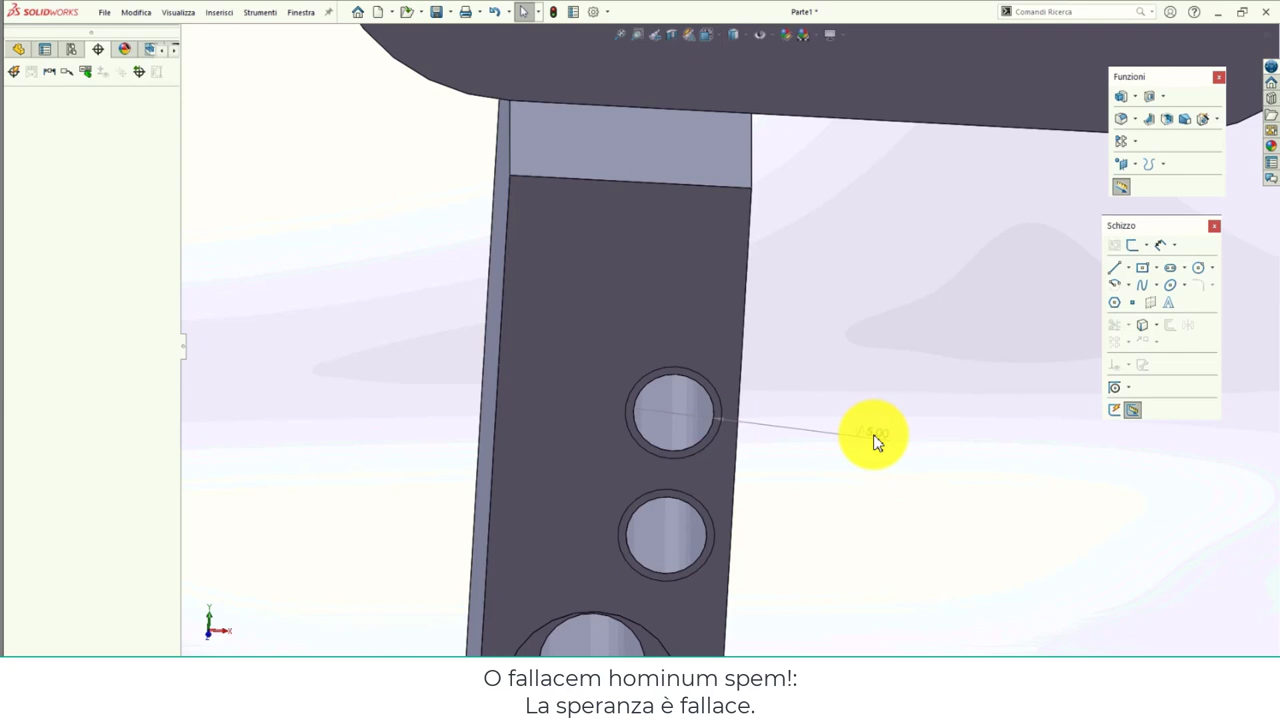 SOLIDWORKS File Modifica Visualizza Inserisci Strumenti Finestra Parte1 * Comandi Ricerca
Funzioni
Schizzo
Y
X
Z
O fallacem hominum spem!:
La speranza è fallace.